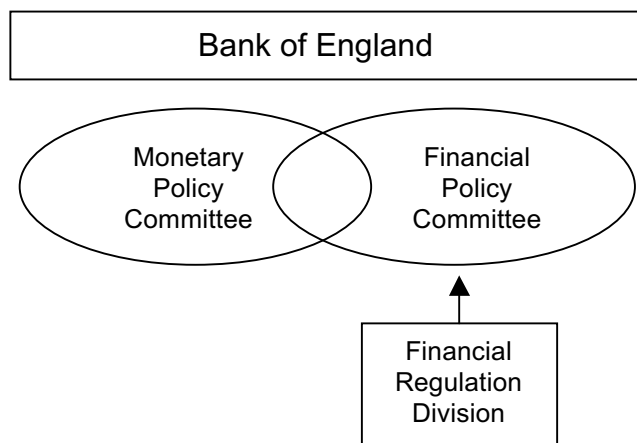 Bank of England
Monetary
Policy
Committee
Financial
Policy
Committee
Financial
Regulation
Division